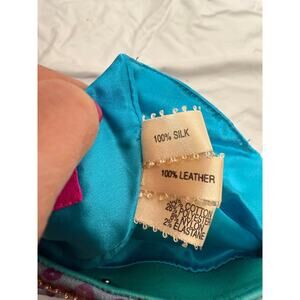 100% SILK
100% LEATHER
COTTON
POLYESTER
NYLON
2% ELASTANE